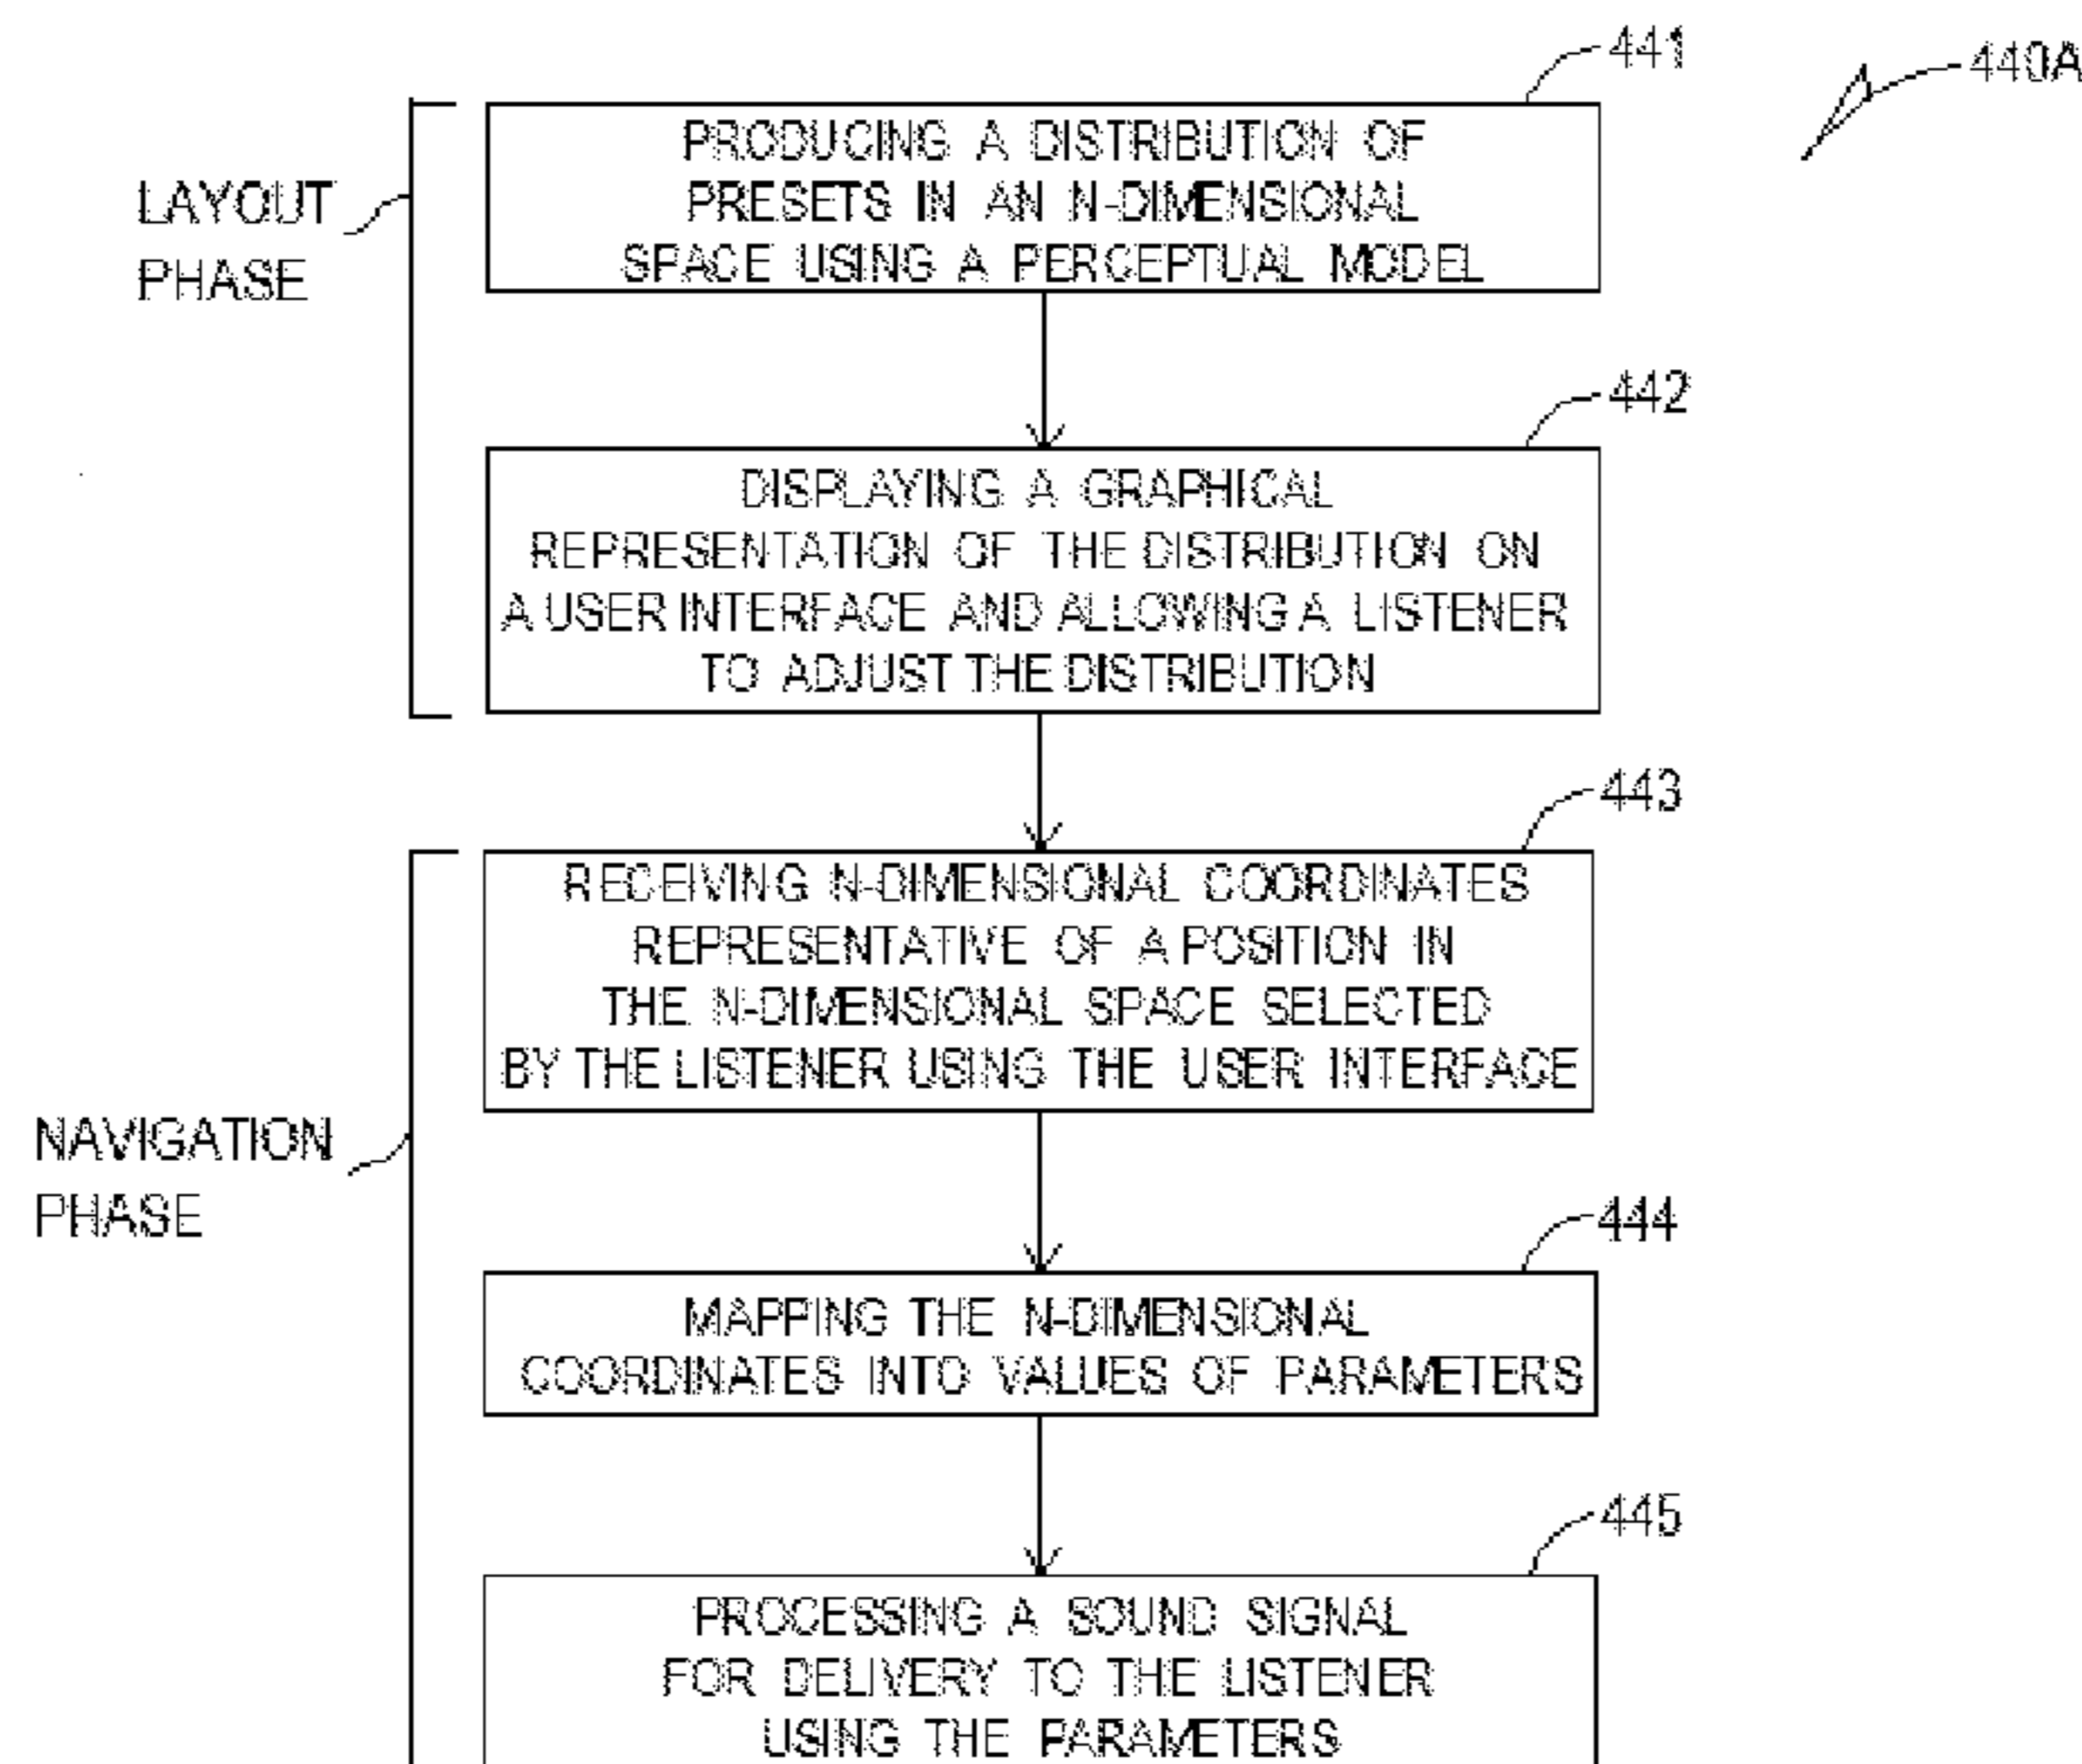 441
440A
PRODUCING A DISTRIBUTION OF
PRESETS IN AN N-DIMENSIONAL
SPACE USING A PERCEPTUAL MODEL
LAYOUT
PHASE
442
DISPLAYING A GRAPHICAL
REPRESENTATION OF THE DISTRIBUTION ON
A USER INTERFACE AND ALLOWING A LISTENER
TO ADJUST THE DISTRIBUTION
443
RECEIVING N-DIMENSIONAL COORDINATES
REPRESENTATIVE OF A POSITION IN
THE N-DIMENSIONAL SPACE SELECTED
BY THE LISTENER USING THE USER INTERFACE
NAVIGATION
PHASE
444
MAPPING THE N-DIMENSIONAL
COORDINATES INTO VALUES OF PARAMETERS
445
PROCESSING A SOUND SIGNAL
FOR DELIVERY TO THE LISTENER
USING THE PARAMETERS